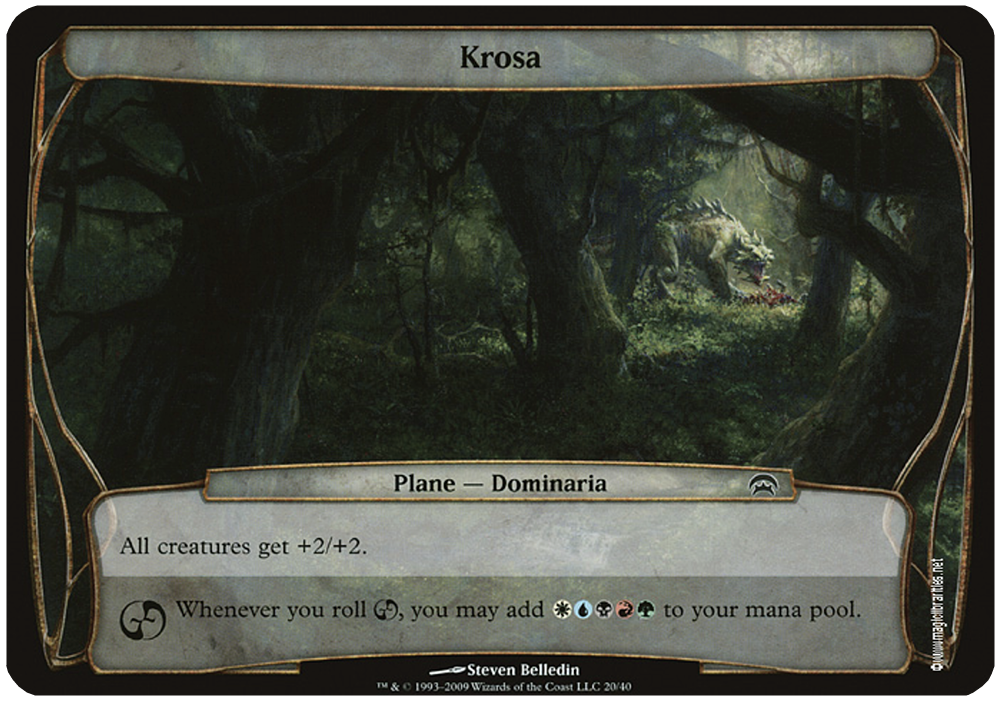 Krosa
Plane — Dominaria
All creatures get +2/+2.
Whenever you roll , you may add to your mana pool.
Steven Belledin
™ & © 1993–2009 Wizards of the Coast LLC 20/40
©www.magiclibrarities.net